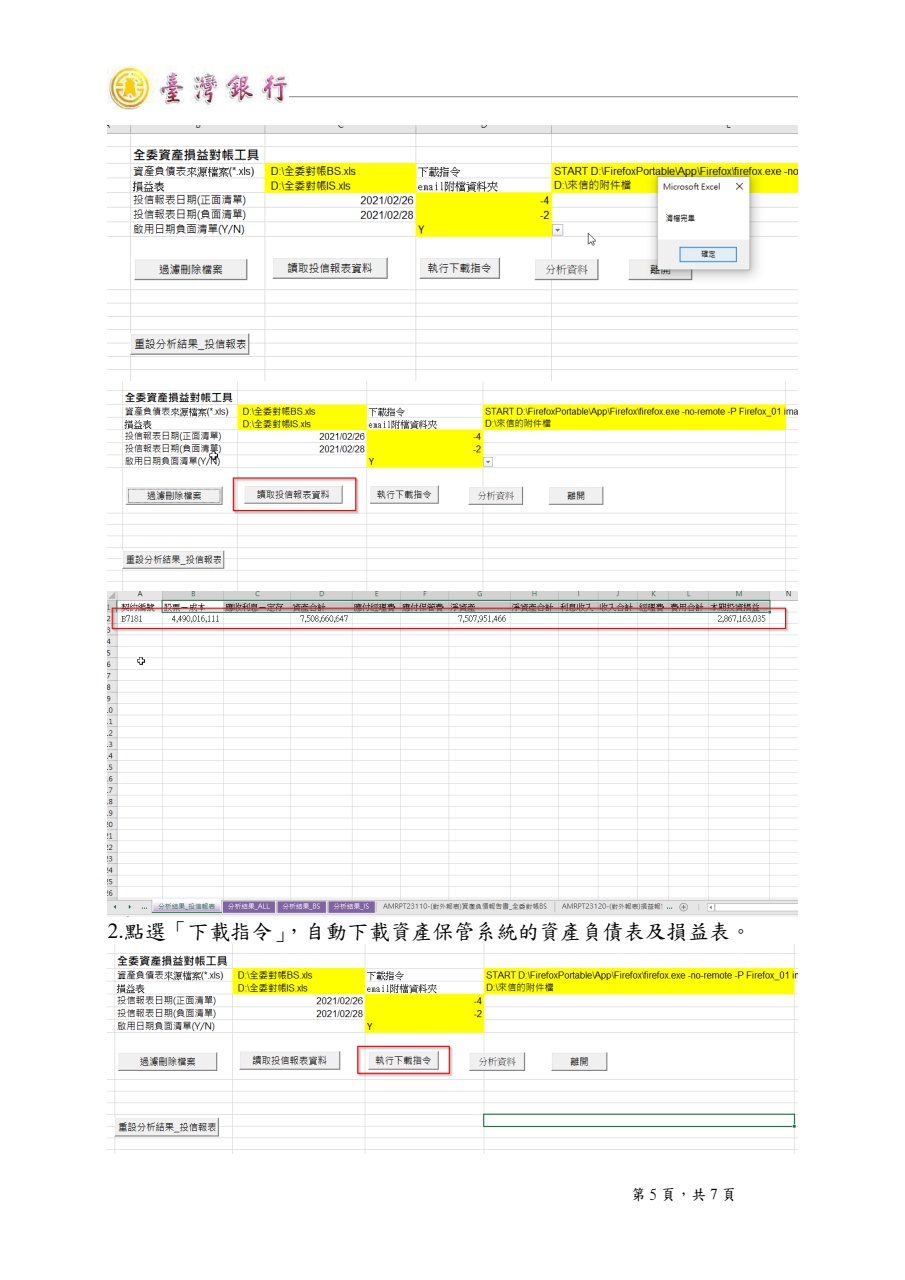 臺灣銀行
全委資產損益對帳工具
資產負債表來源檔案(*.xls) D:\全委對帳BS.xls 下載指令 START D:\FirefoxPortable\App\Firefox\firefox.exe -no
損益表 D:\全委對帳IS.xls email附檔資料夾 D:\來信的附件檔
投信報表日期(正面清單) 2021/02/26 -4
投信報表日期(負面清單) 2021/02/28 -2
啟用日期負面清單(Y/N) Y
Microsoft Excel
清檔完畢
確定
過濾刪除檔案 讀取投信報表資料 執行下載指令 分析資料 離開
重設分析結果_投信報表
全委資產損益對帳工具
資產負債表來源檔案(*.xls) D:\全委對帳BS.xls 下載指令 START D:\FirefoxPortable\App\Firefox\firefox.exe -no-remote -P Firefox_01 ima
損益表 D:\全委對帳IS.xls email附檔資料夾 D:\來信的附件檔
投信報表日期(正面清單) 2021/02/26 -4
投信報表日期(負面清單) 2021/02/28 -2
啟用日期負面清單(Y/N) Y
過濾刪除檔案 讀取投信報表資料 執行下載指令 分析資料 離開
重設分析結果_投信報表
A B C D E F G H I J K L M N
契約編號 股票－成本 應收利息－定存 資產合計 應付經理費 應付保管費 淨資產 淨資產合計 利息收入 收入合計 經理費 費用合計 本期投資損益
B7181 4,490,016,111 7,508,660,647 7,507,951,466 2,867,163,035
... 分析結果_投信報表 分析結果_ALL 分析結果_BS 分析結果_IS AMRPT23110-(對外報表)資產負債報告書_全委對帳BS AMRPT23120-(對外報表)損益報! ...
2.點選「下載指令」，自動下載資產保管系統的資產負債表及損益表。
全委資產損益對帳工具
資產負債表來源檔案(*.xls) D:\全委對帳BS.xls 下載指令 START D:\FirefoxPortable\App\Firefox\firefox.exe -no-remote -P Firefox_01 ir
損益表 D:\全委對帳IS.xls email附檔資料夾 D:\來信的附件檔
投信報表日期(正面清單) 2021/02/26 -4
投信報表日期(負面清單) 2021/02/28 -2
啟用日期負面清單(Y/N) Y
過濾刪除檔案 讀取投信報表資料 執行下載指令 分析資料 離開
重設分析結果_投信報表
第 5 頁，共 7 頁